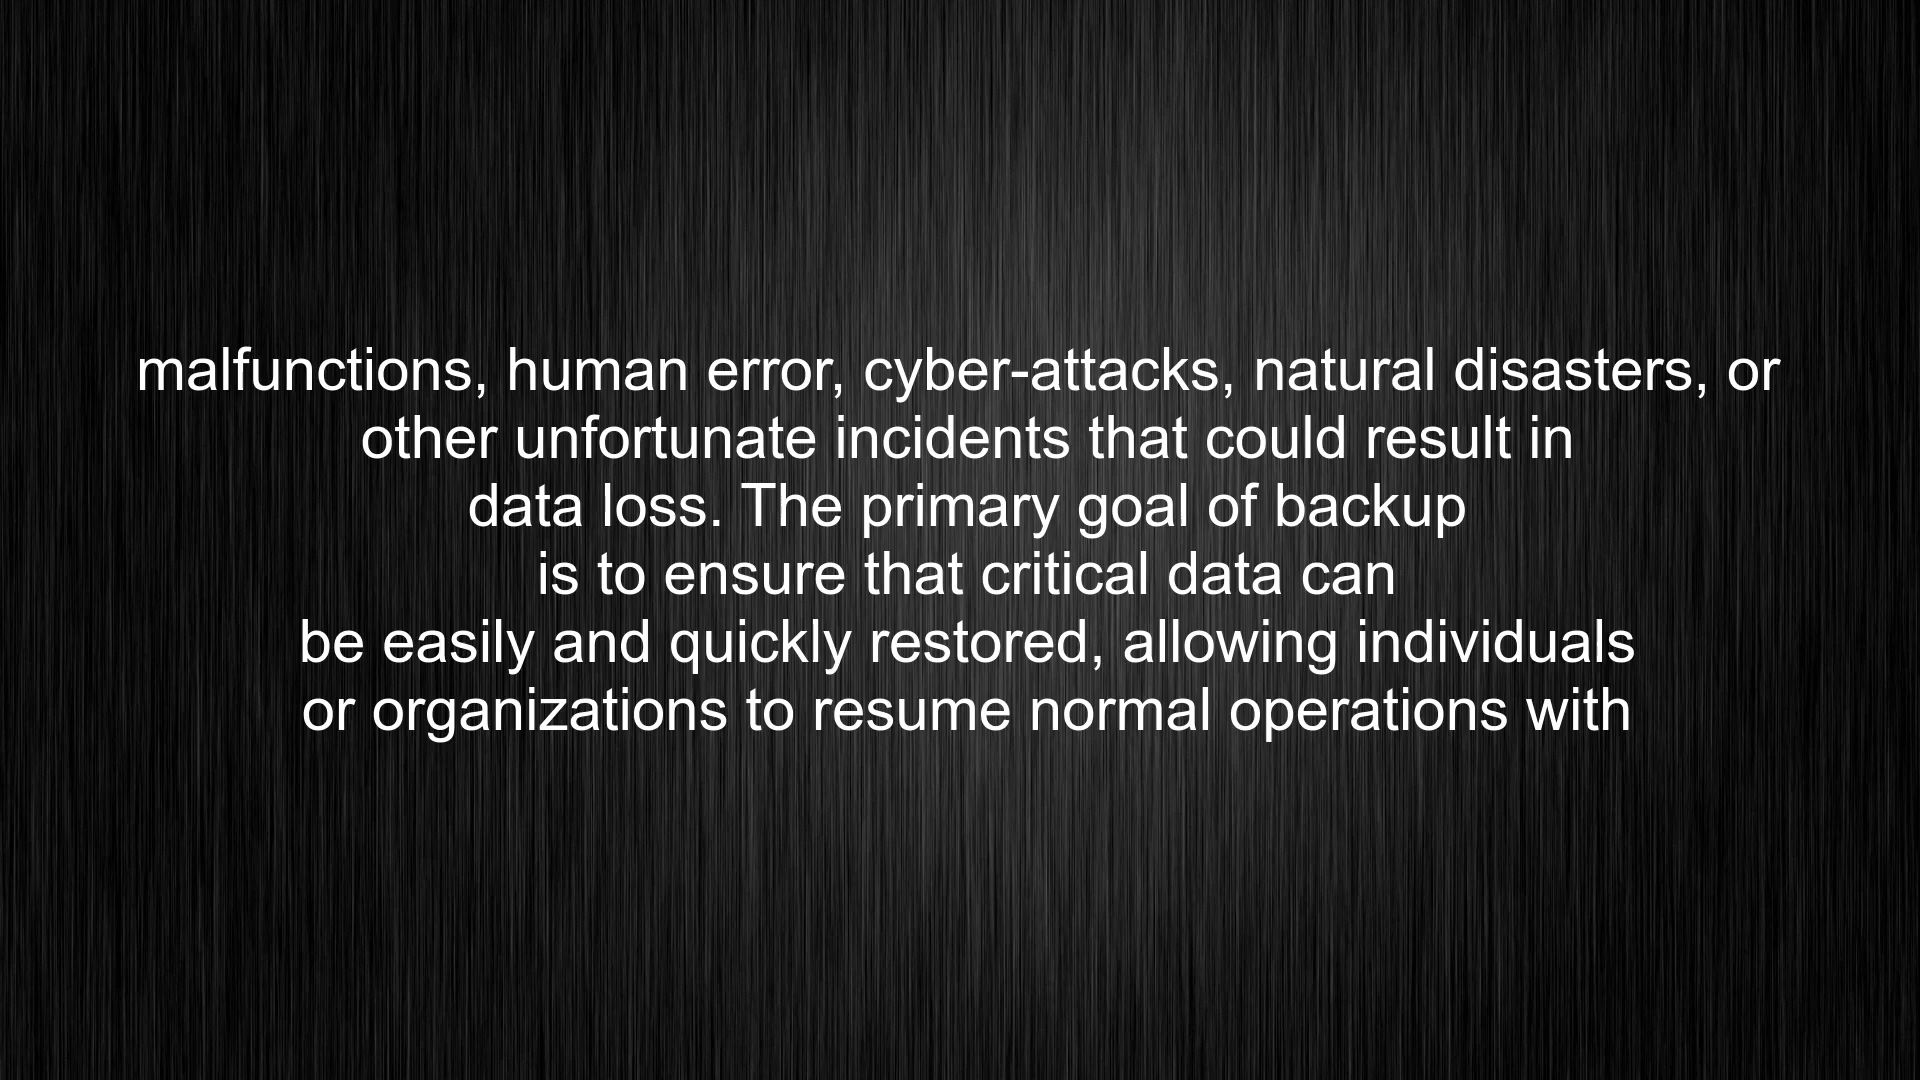 malfunctions, human error, cyber-attacks, natural disasters, or
other unfortunate incidents that could result in
data loss. The primary goal of backup
is to ensure that critical data can
be easily and quickly restored, allowing individuals
or organizations to resume normal operations with